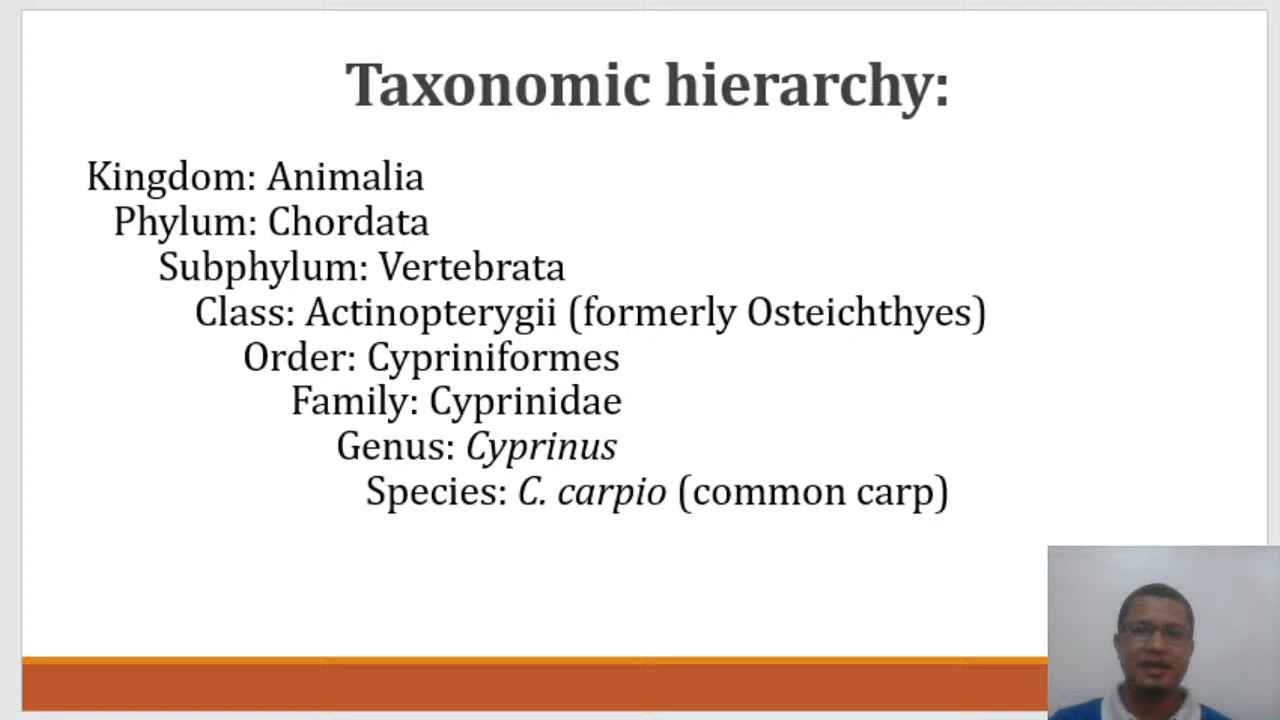 Taxonomic hierarchy:
Kingdom: Animalia
Phylum: Chordata
Subphylum: Vertebrata
Class: Actinopterygii (formerly Osteichthyes)
Order: Cypriniformes
Family: Cyprinidae
Genus: Cyprinus
Species: C. carpio (common carp)